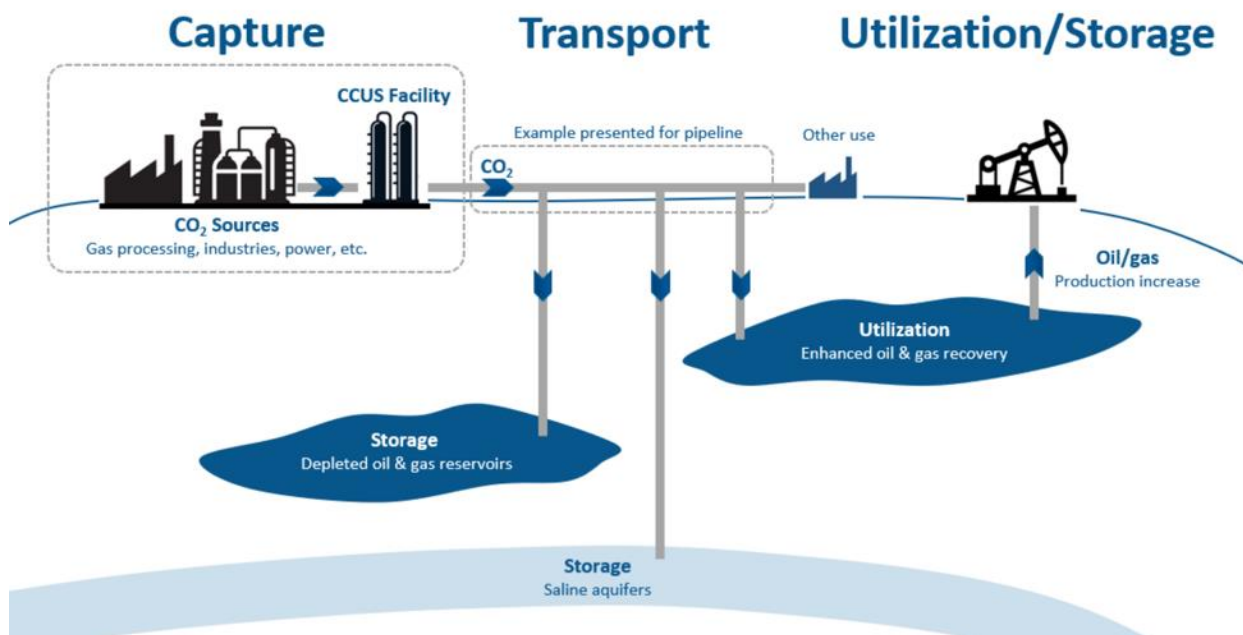 Capture
Transport
Utilization/Storage
CCUS Facility
Example presented for pipeline
Other use
CO₂
CO₂ Sources
Gas processing, industries, power, etc.
Oil/gas
Production increase
Utilization
Enhanced oil & gas recovery
Storage
Depleted oil & gas reservoirs
Storage
Saline aquifers